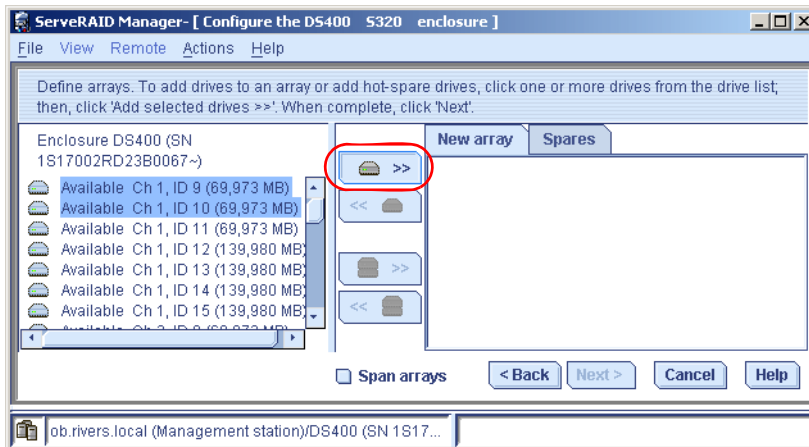 ServeRAID Manager- [ Configure the DS400 5320 enclosure ]
File View Remote Actions Help
Define arrays. To add drives to an array or add hot-spare drives, click one or more drives from the drive list;
then, click 'Add selected drives >>'. When complete, click 'Next'.
Enclosure DS400 (SN
1S17002RD23B0067~)
Available Ch 1, ID 9 (69,973 MB)
Available Ch 1, ID 10 (69,973 MB)
Available Ch 1, ID 11 (69,973 MB)
Available Ch 1, ID 12 (139,980 MB)
Available Ch 1, ID 13 (139,980 MB)
Available Ch 1, ID 14 (139,980 MB)
Available Ch 1, ID 15 (139,980 MB)
>>
<<
>>
<<
New array Spares
Span arrays
< Back Next > Cancel Help
ob.rivers.local (Management station)/DS400 (SN 1S17...